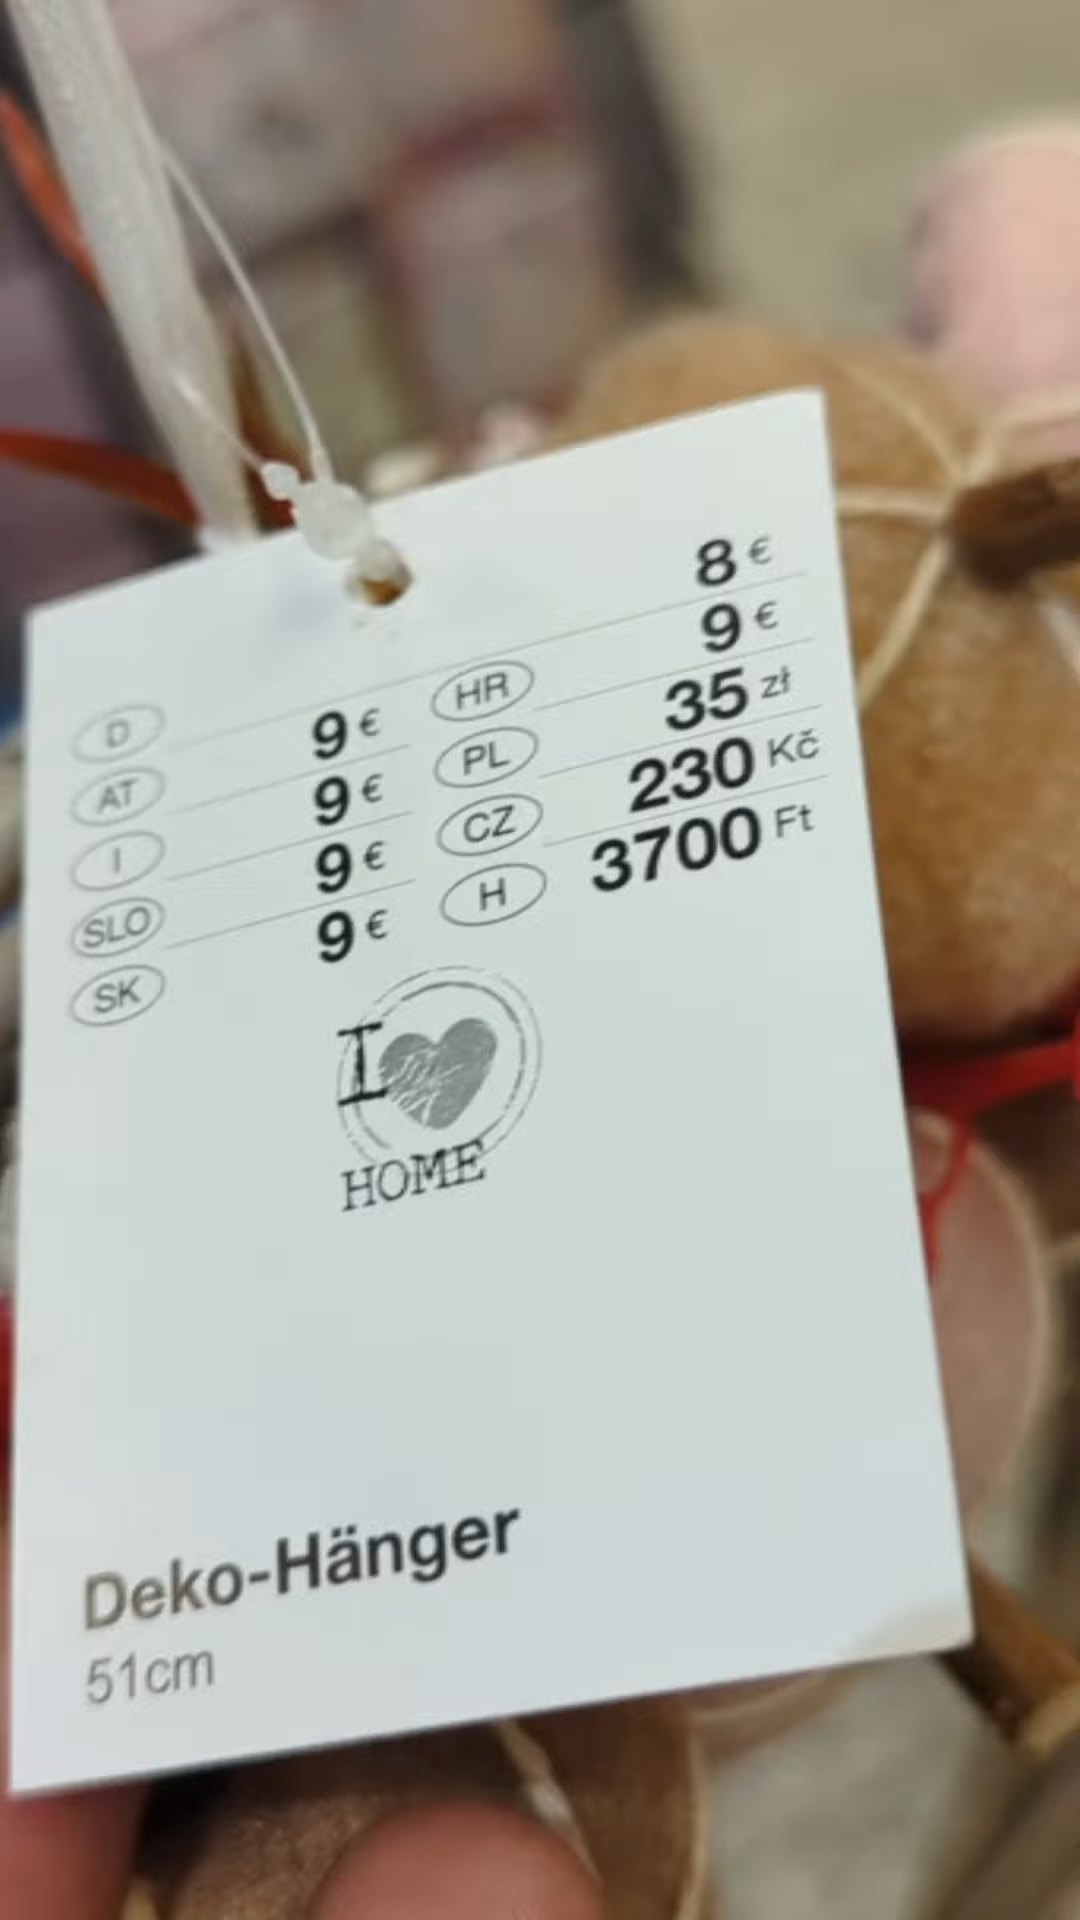 D 8 €
AT 9 € HR 9 €
I 9 € PL 35 zł
SLO 9 € CZ 230 Kč
SK 9 € H 3700 Ft
I
HOME
Deko-Hänger
51cm